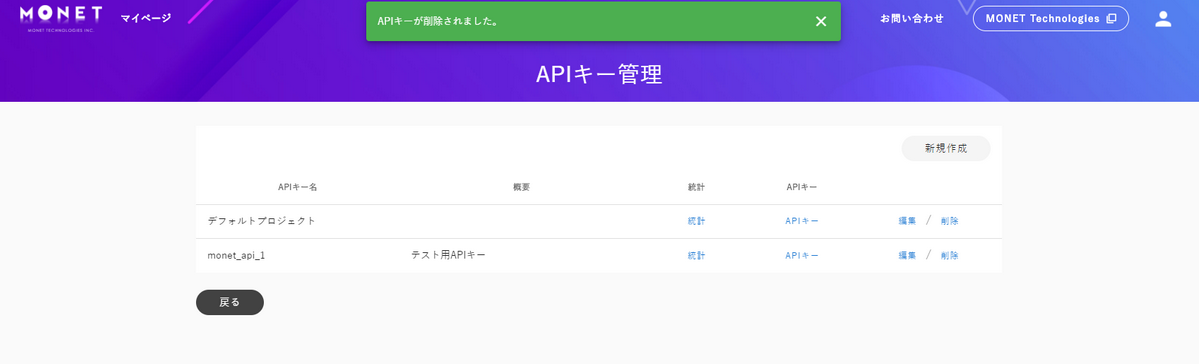 MONET
MONET TECHNOLOGIES INC.
マイページ
APIキーが削除されました。
お問い合わせ
MONET Technologies
APIキー管理
新規作成
APIキー名 概要 統計 APIキー
デフォルトプロジェクト 統計 APIキー 編集 / 削除
monet_api_1 テスト用APIキー 統計 APIキー 編集 / 削除
戻る